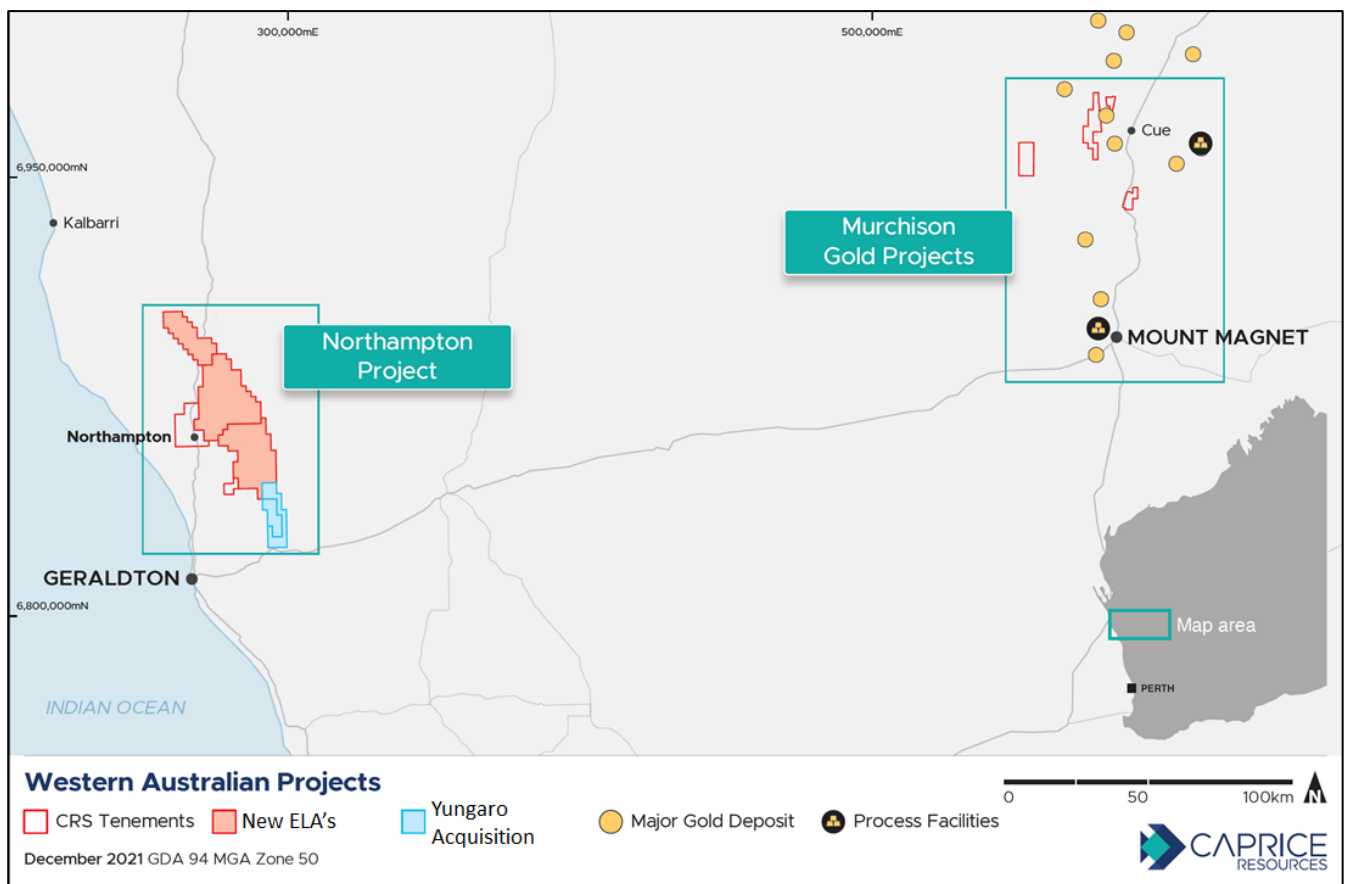 300,000mE
500,000mE
Cue
6,950,000mN
Kalbarri
Murchison
Gold Projects
Northampton
Project
MOUNT MAGNET
Northampton
GERALDTON
6,800,000mN
Map area
INDIAN OCEAN
PERTH
Western Australian Projects
CRS Tenements
New ELA's
Yungaro
Acquisition
Major Gold Deposit
Process Facilities
0 50 100km
N
December 2021 GDA 94 MGA Zone 50
CAPRICE
RESOURCES